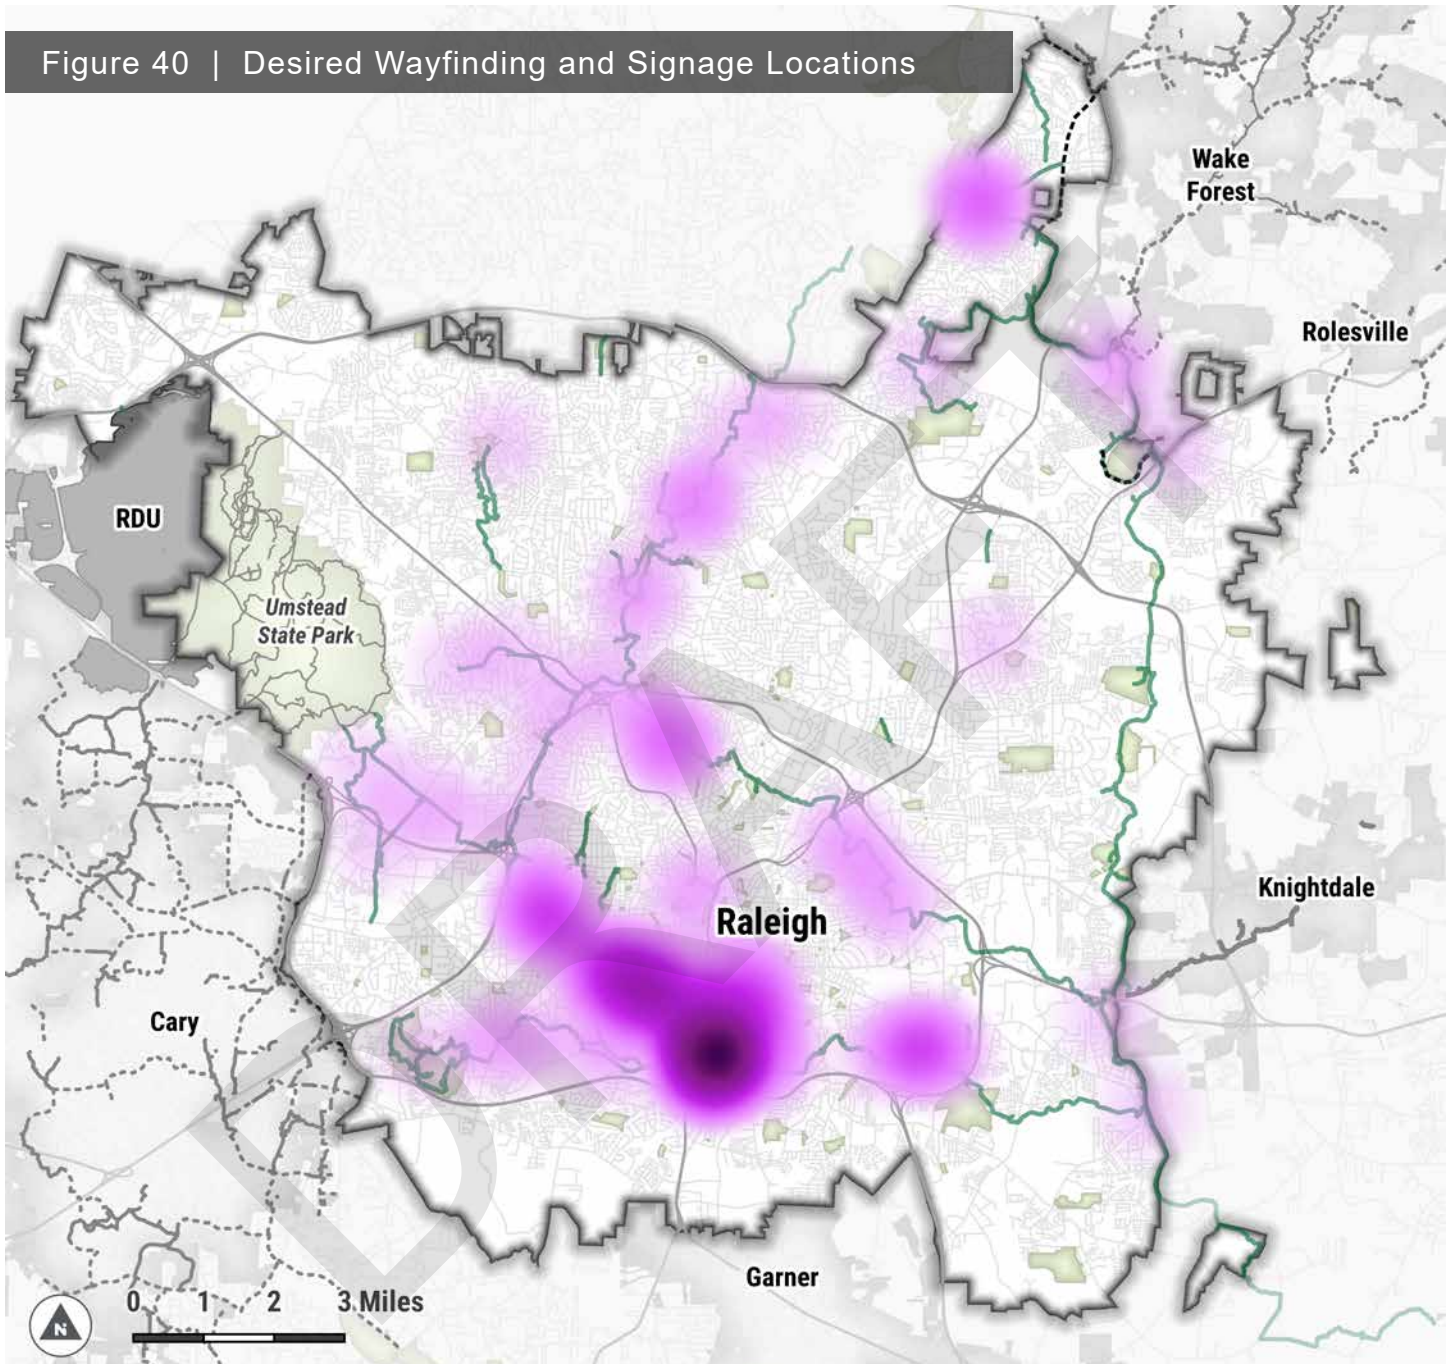 Figure 40 | Desired Wayfinding and Signage Locations
Wake
Forest
Rolesville
RDU
Umstead
State Park
Knightdale
Raleigh
Cary
Garner
0 1 2 3 Miles
N
DRAFT